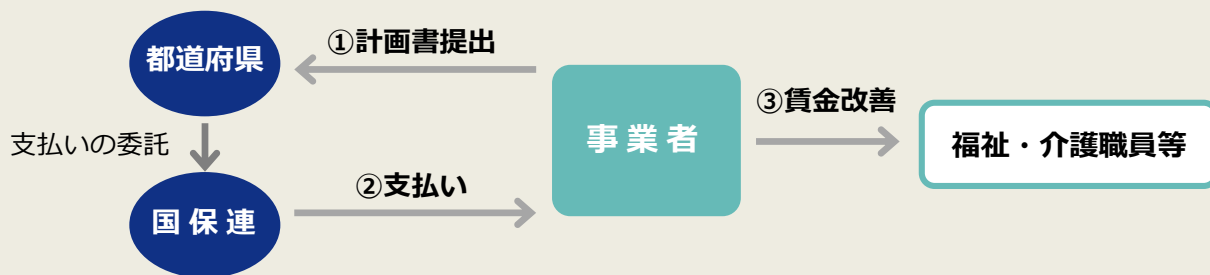 都道府県
①計画書提出
支払いの委託
国保連
②支払い
事業者
③賃金改善
福祉・介護職員等